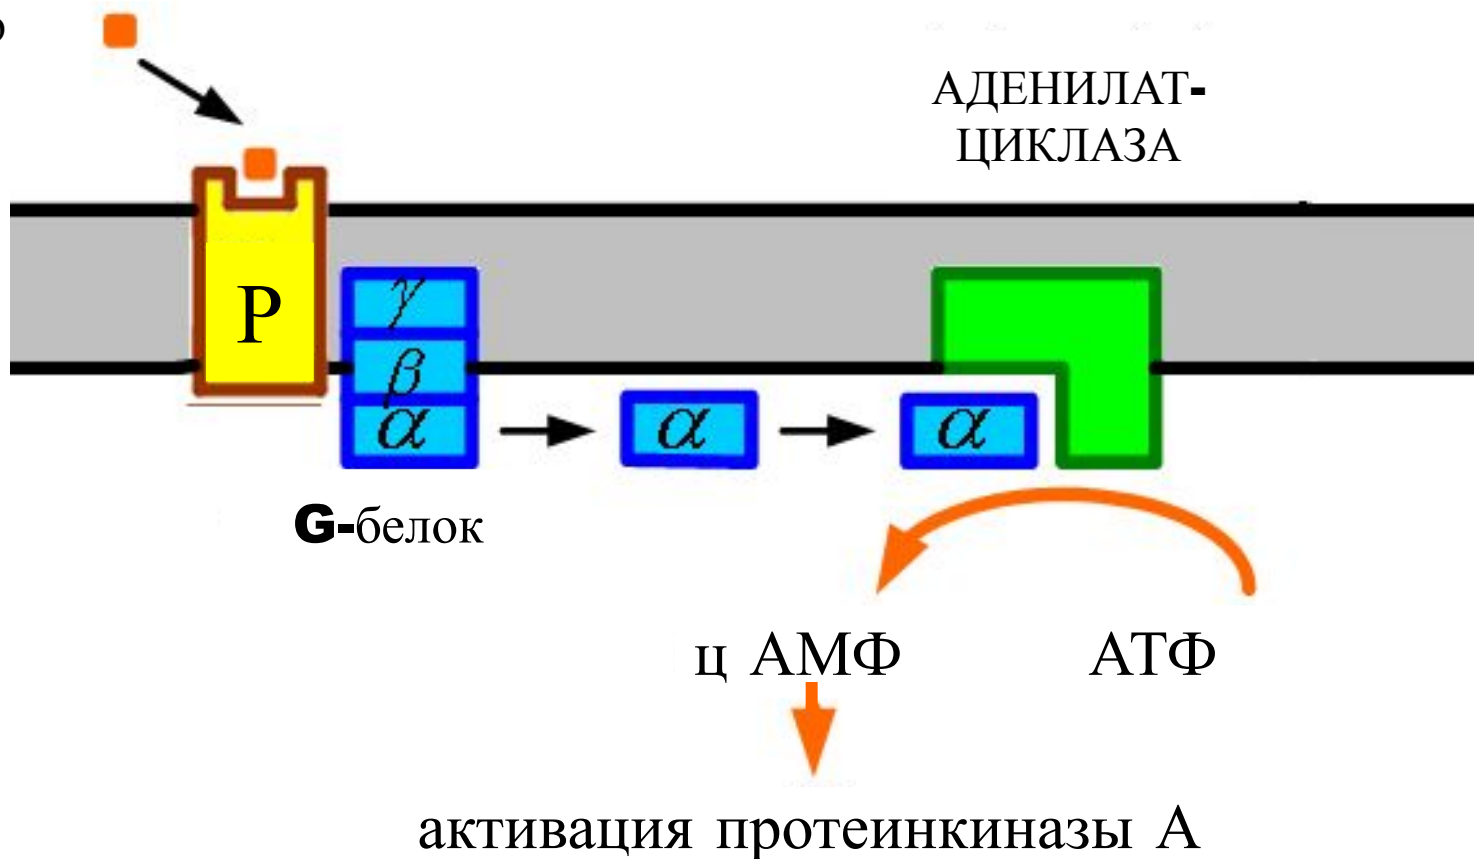 АДЕНИЛАТ-
ЦИКЛАЗА
Р
γ
β
α
α
α
G-белок
ц АМФ
АТФ
активация протеинкиназы А